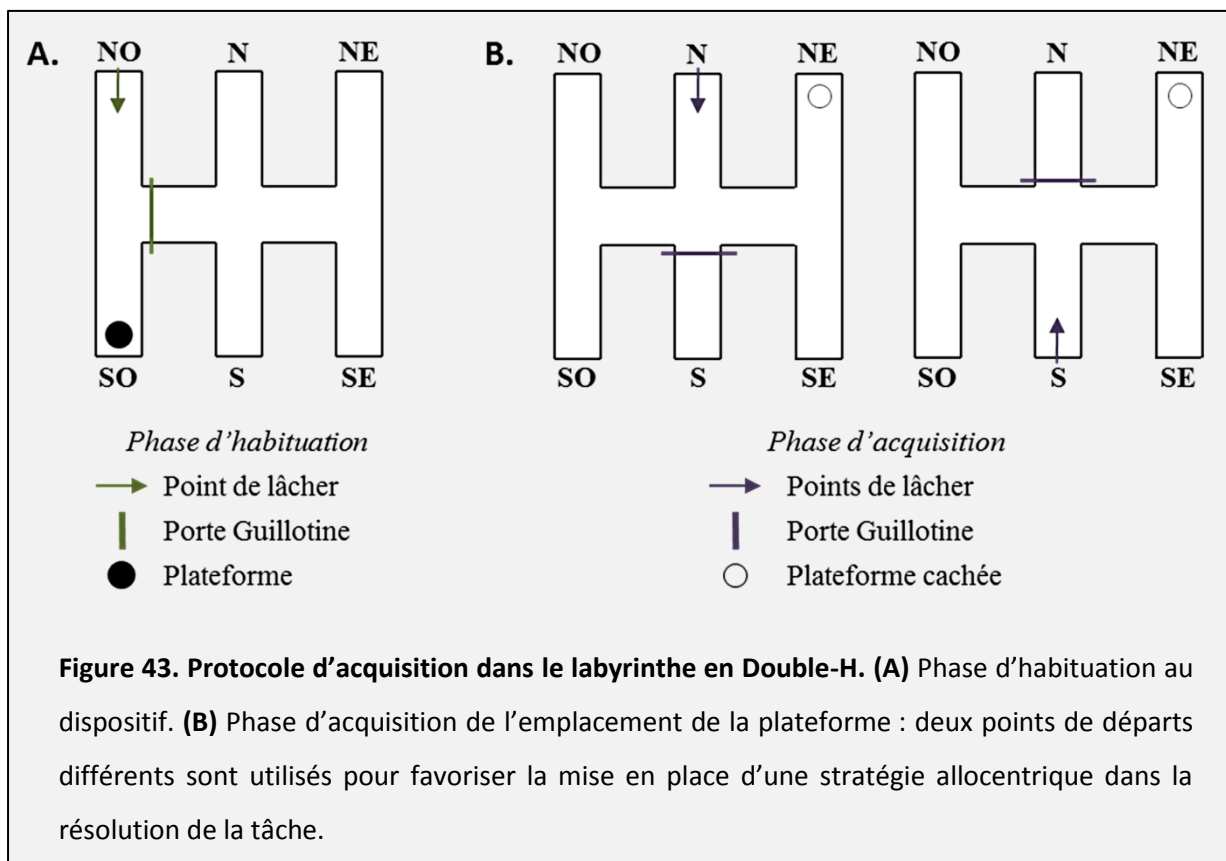 A.
NO N NE
SO S SE
Phase d'habituation
Point de lâcher
Porte Guillotine
Plateforme
B.
NO N NE
SO S SE
NO N NE
SO S SE
Phase d'acquisition
Points de lâcher
Porte Guillotine
Plateforme cachée
Figure 43. Protocole d'acquisition dans le labyrinthe en Double-H. (A) Phase d'habituation au
dispositif. (B) Phase d'acquisition de l'emplacement de la plateforme : deux points de départs
différents sont utilisés pour favoriser la mise en place d'une stratégie allocentrique dans la
résolution de la tâche.